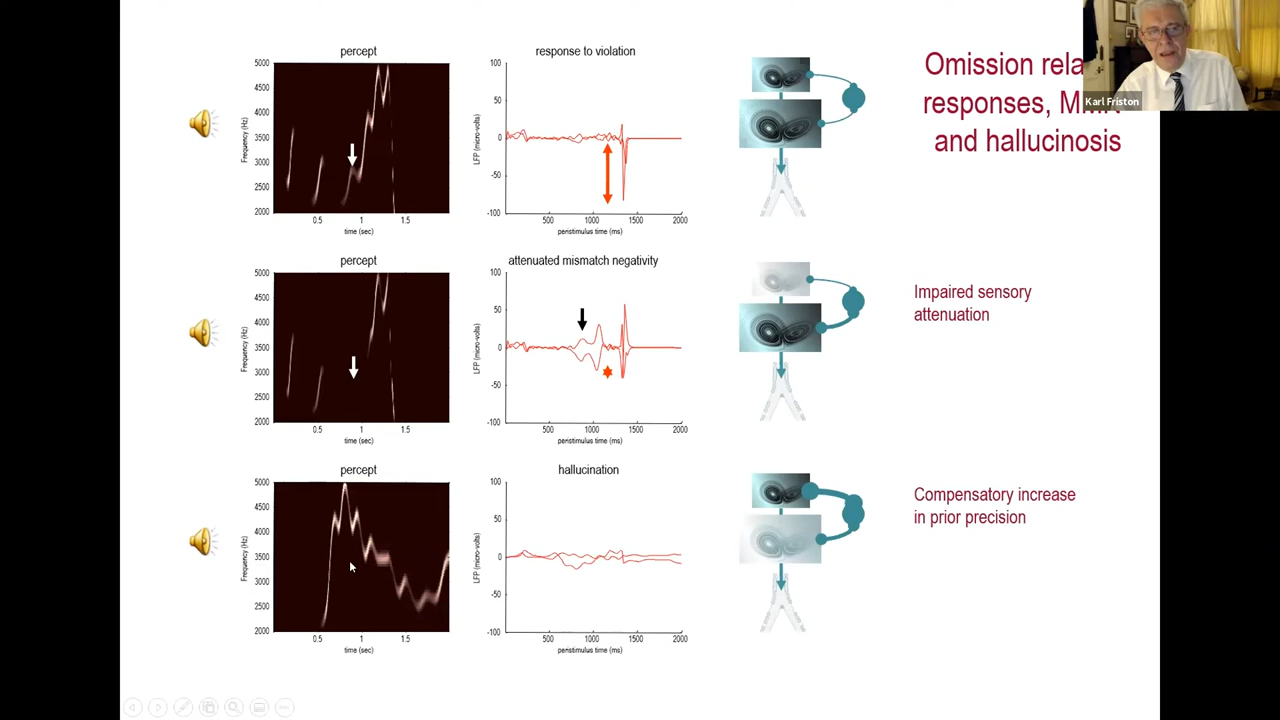 percept
5000
4500
4000
3500
3000
2500
2000
Frequency (Hz)
0.5
1
1.5
time (sec)
response to violation
100
50
0
-50
-100
LFP (micro-volts)
500
1000
1500
2000
peristimulus time (ms)
Omission rela
responses,
and hallucinosis
Karl Friston
percept
5000
4500
4000
3500
3000
2500
2000
Frequency (Hz)
0.5
1
1.5
time (sec)
attenuated mismatch negativity
100
50
0
-50
-100
LFP (micro-volts)
500
1000
1500
2000
peristimulus time (ms)
Impaired sensory
attenuation
percept
5000
4500
4000
3500
3000
2500
2000
Frequency (Hz)
0.5
1
1.5
time (sec)
hallucination
100
50
0
-50
-100
LFP (micro-volts)
500
1000
1500
2000
peristimulus time (ms)
Compensatory increase
in prior precision